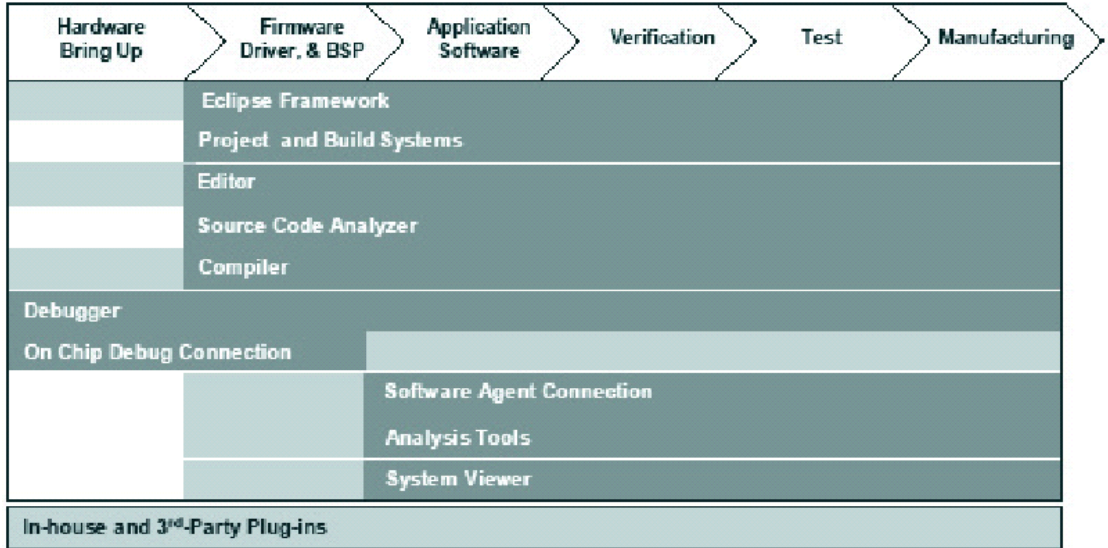 Hardware
Bring Up
Firmware
Driver, & BSP
Application
Software
Verification
Test
Manufacturing
Eclipse Framework
Project and Build Systems
Editor
Source Code Analyzer
Compiler
Debugger
On Chip Debug Connection
Software Agent Connection
Analysis Tools
System Viewer
In-house and 3rd-Party Plug-ins